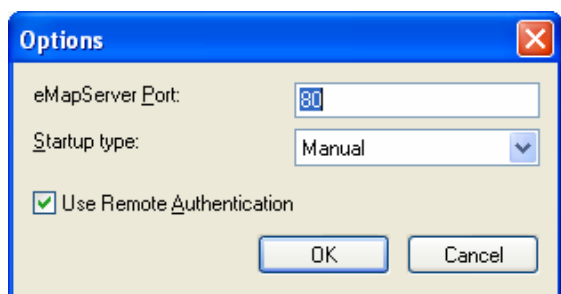 Options
eMapServer Port: 80
Startup type: Manual
Use Remote Authentication
OK Cancel